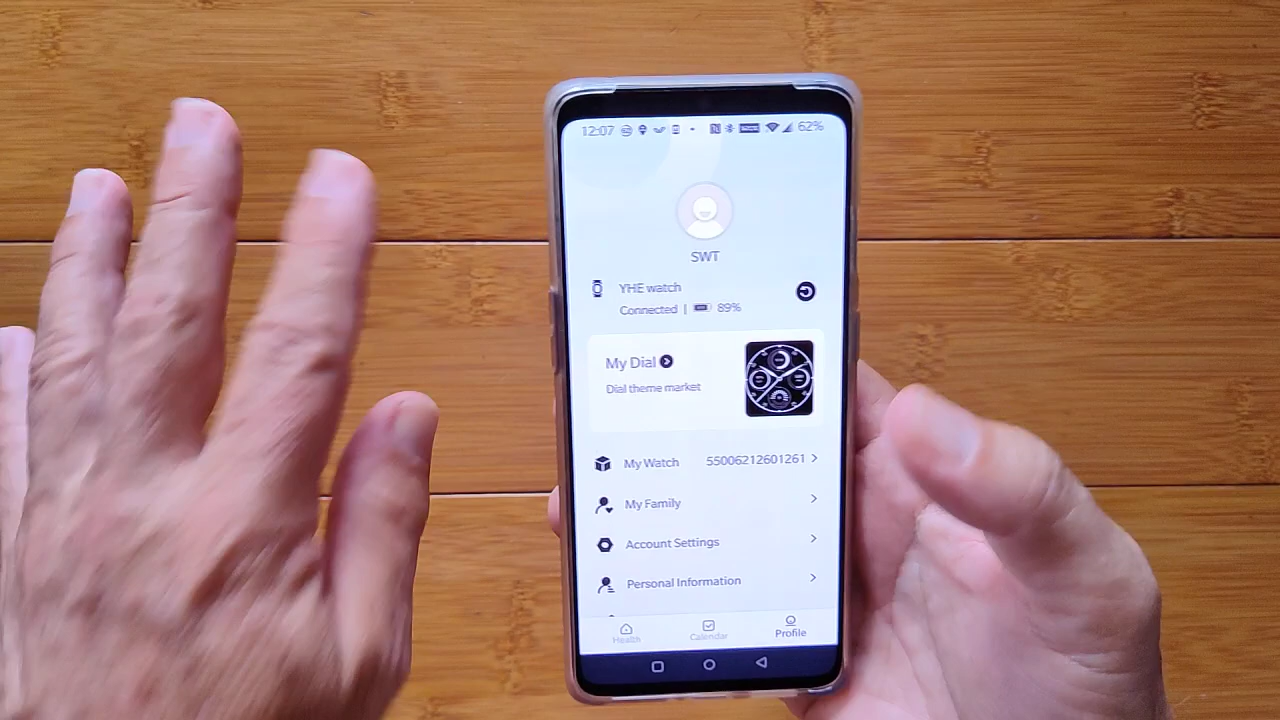 12:07 62%
SWT
YHE watch
Connected | 89%
My Dial
Dial theme market
My Watch 55006212601261
My Family
Account Settings
Personal Information
Health Calendar Profile